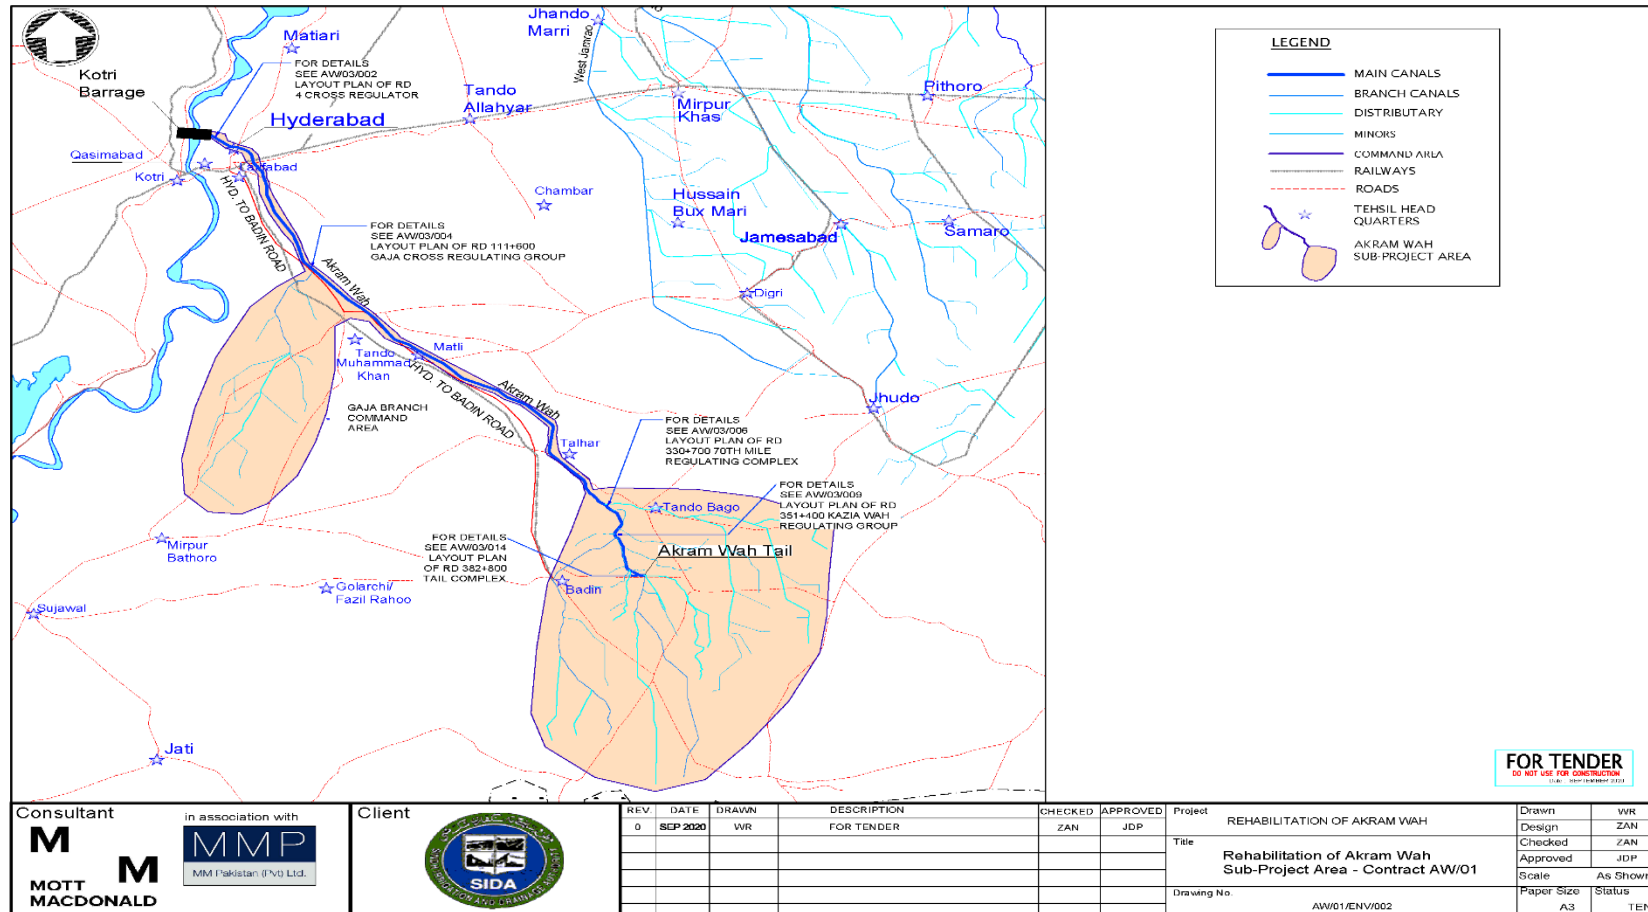 Jhando
Marri
West Jamrao
Matiari
FOR DETAILS
SEE AW/03/002
LAYOUT PLAN OF RD
4 CROSS REGULATOR
Kotri
Barrage
Tando
Allahyar
Mirpur
Khas
Pithoro
Hyderabad
Qasimabad
Kotri
HYD. TO BADIN ROAD
Chambar
Hussain
Bux Mari
Jamesabad
Samaro
FOR DETAILS
SEE AW/03/004
LAYOUT PLAN OF RD 111+600
GAJA CROSS REGULATING GROUP
Akram Wah
Digri
Tando
Muhammad
Khan
Matli
HYD. TO BADIN ROAD
Akram Wah
Jhudo
GAJA BRANCH
COMMAND
AREA
Talhar
FOR DETAILS
SEE AW/03/006
LAYOUT PLAN OF RD
330+700 70TH MILE
REGULATING COMPLEX
FOR DETAILS
SEE AW/03/009
LAYOUT PLAN OF RD
351+400 KAZIA WAH
REGULATING GROUP
Tando Bago
FOR DETAILS
SEE AW/03/014
LAYOUT PLAN
OF RD 382+800
TAIL COMPLEX
Akram Wah Tail
Mirpur
Bathoro
Badin
Golarchi/
Fazil Rahoo
Sujawal
Jati
LEGEND
MAIN CANALS
BRANCH CANALS
DISTRIBUTARY
MINORS
COMMAND AREA
RAILWAYS
ROADS
TEHSIL HEAD
QUARTERS
AKRAM WAH
SUB-PROJECT AREA
FOR TENDER
DO NOT USE FOR CONSTRUCTION
Consultant
in association with
M M
MOTT
MACDONALD
MMP
MM Pakistan (Pvt) Ltd.
Client
SIDA
REV. DATE DRAWN DESCRIPTION CHECKED APPROVED
0 SEP 2020 WR FOR TENDER ZAN JDP
Project
REHABILITATION OF AKRAM WAH
Title
Rehabilitation of Akram Wah
Sub-Project Area - Contract AW/01
Drawing No.
AW/01/ENV/002
Drawn WR
Design ZAN
Checked ZAN
Approved JDP
Scale As Shown
Paper Size Status
A3 TEN